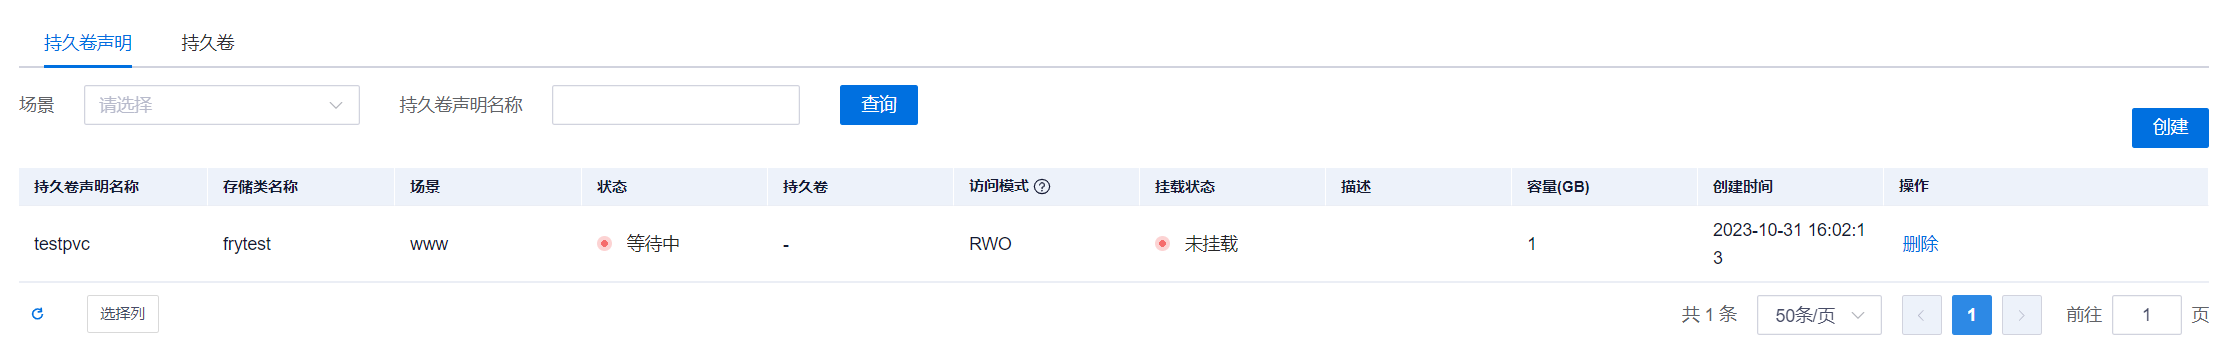 持久卷声明 持久卷
场景 请选择 持久卷声明名称 查询
创建
持久卷声明名称 存储类名称 场景 状态 持久卷 访问模式 ? 挂载状态 描述 容量(GB) 创建时间 操作
testpvc frytest www 等待中 - RWO 未挂载 1 2023-10-31 16:02:1 删除
3
选择列 共 1 条 50条/页 1 前往 1 页